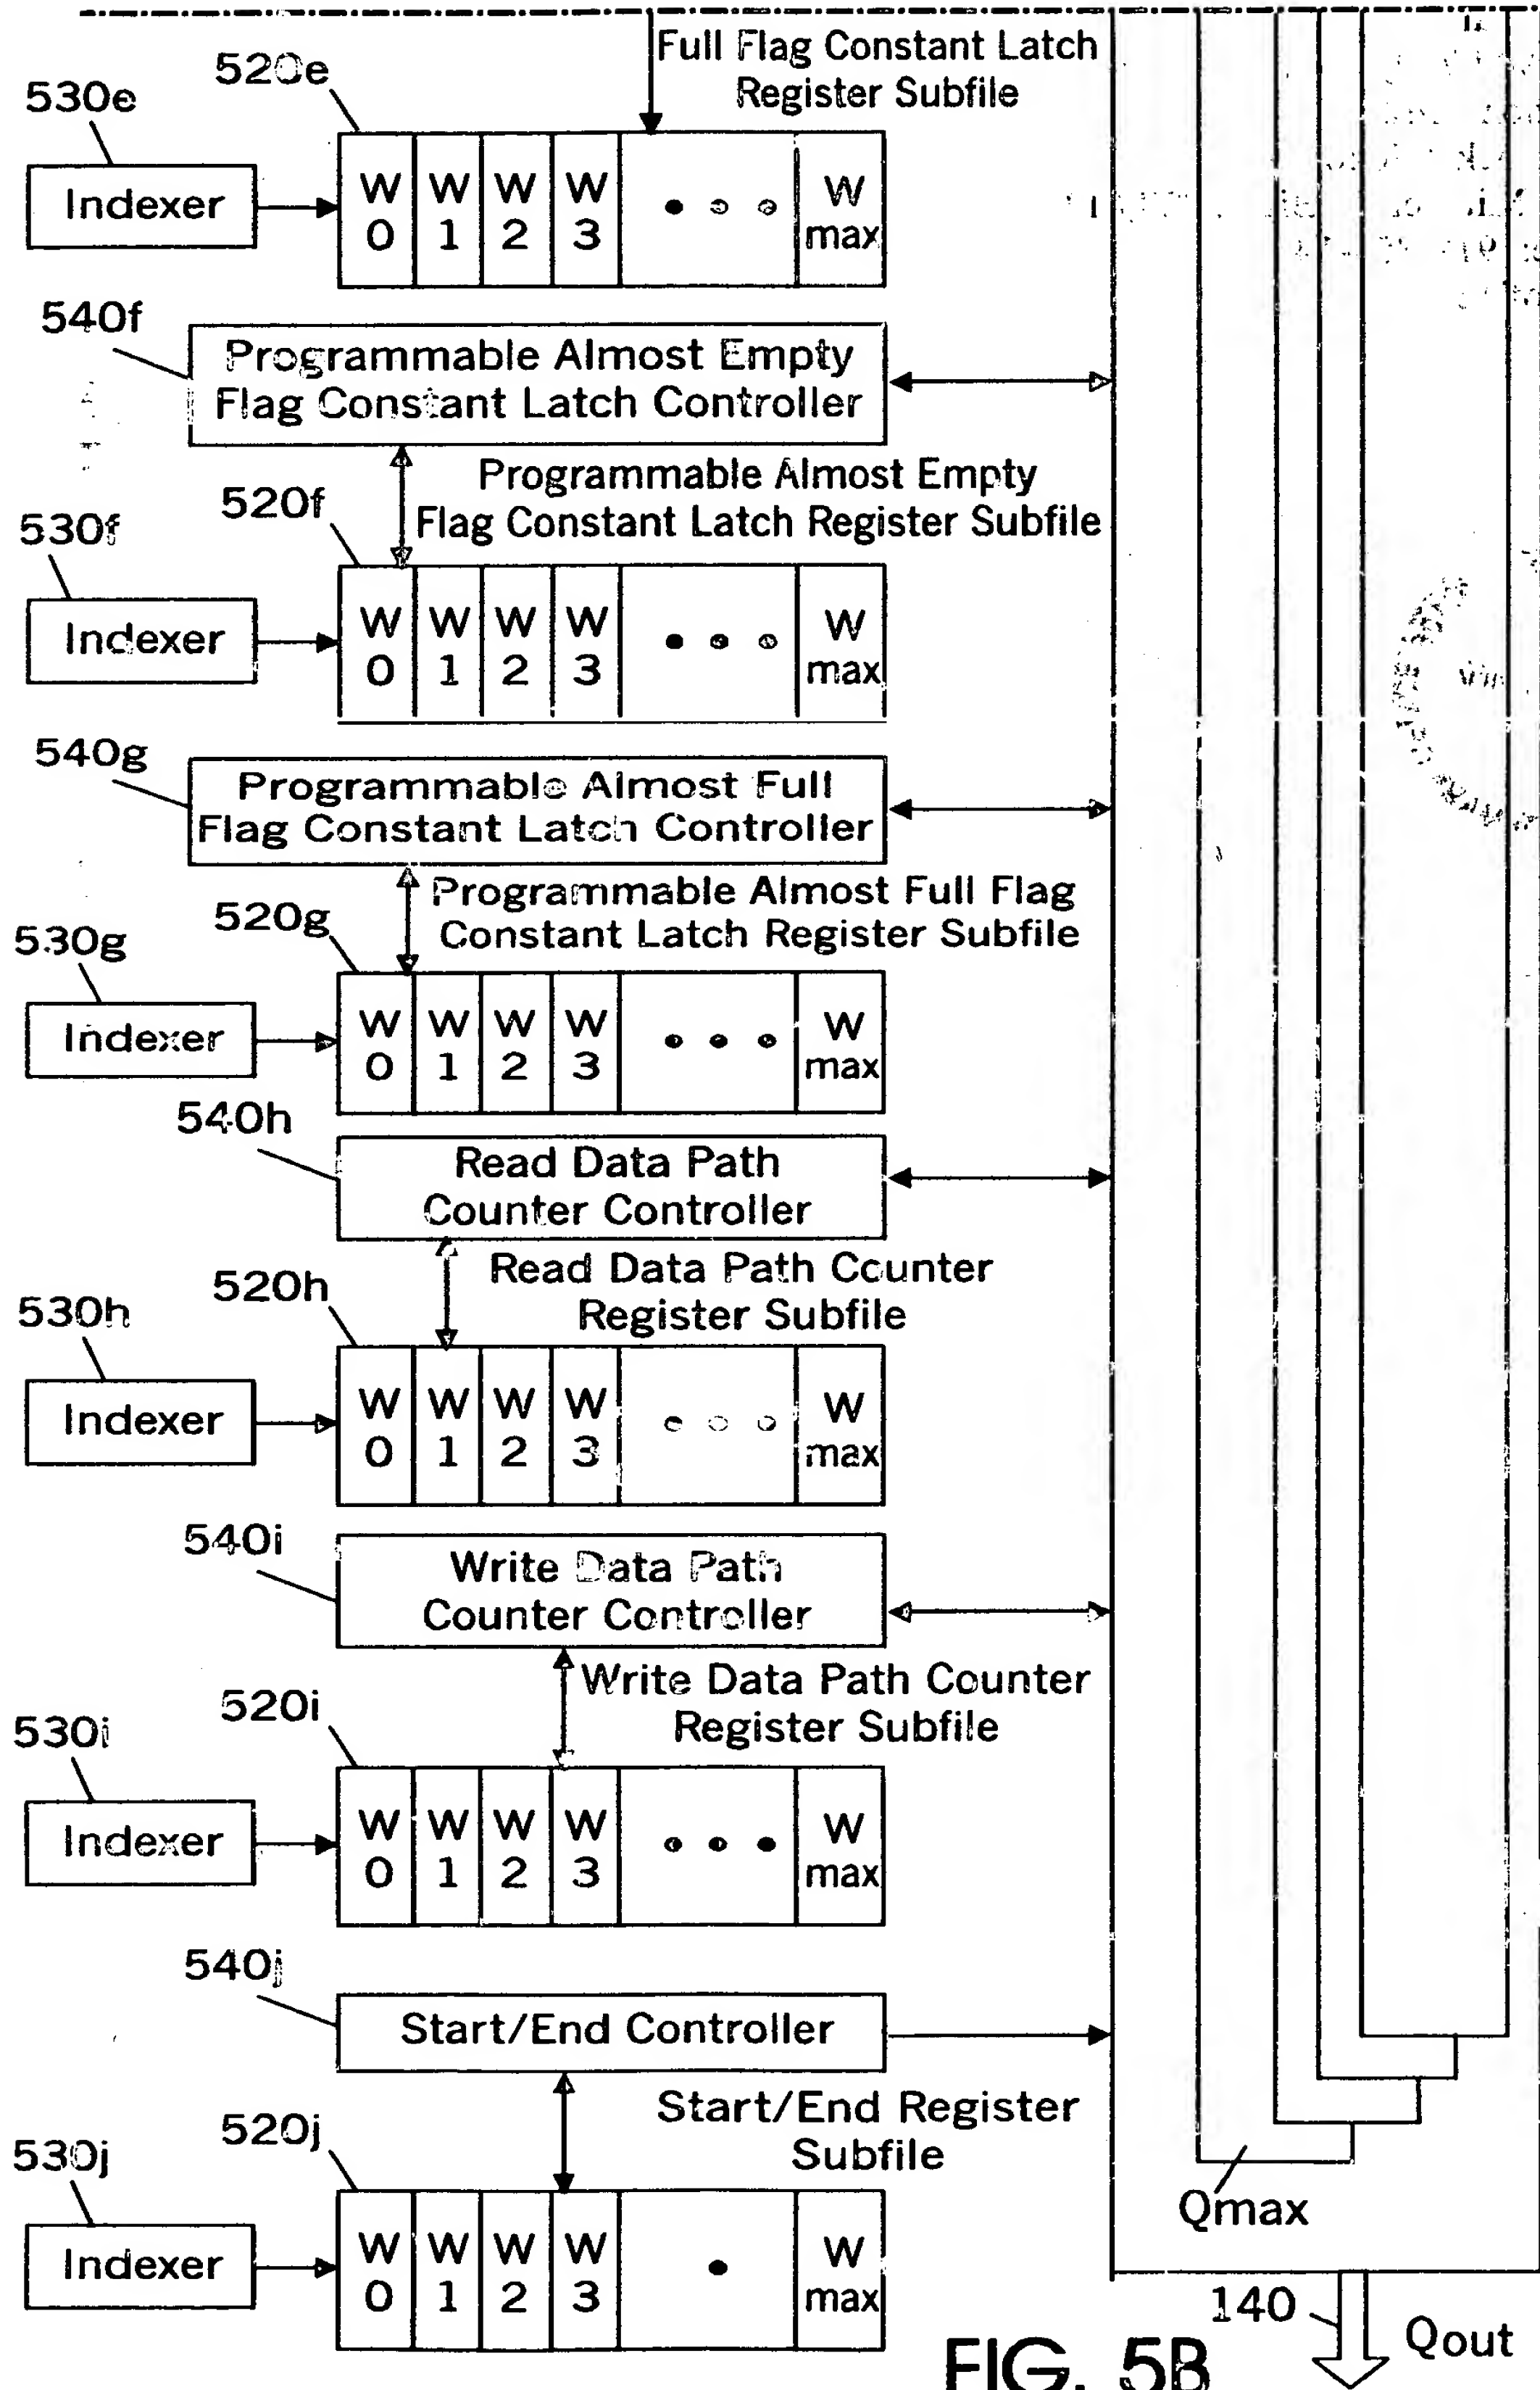 Full Flag Constant Latch
Register Subfile
520e
530e
Indexer
W W W W W
0 1 2 3 max
540f
Programmable Almost Empty
Flag Constant Latch Controller
Programmable Almost Empty
Flag Constant Latch Register Subfile
520f
530f
Indexer
W W W W W
0 1 2 3 max
540g
Programmable Almost Full
Flag Constant Latch Controller
Programmable Almost Full Flag
Constant Latch Register Subfile
520g
530g
Indexer
W W W W W
0 1 2 3 max
540h
Read Data Path
Counter Controller
Read Data Path Counter
Register Subfile
520h
530h
Indexer
W W W W W
0 1 2 3 max
540i
Write Data Path
Counter Controller
Write Data Path Counter
Register Subfile
520i
530i
Indexer
W W W W W
0 1 2 3 max
540j
Start/End Controller
Start/End Register
Subfile
520j
530j
Indexer
W W W W W
0 1 2 3 max
Qmax
140
Qout
FIG. 5B